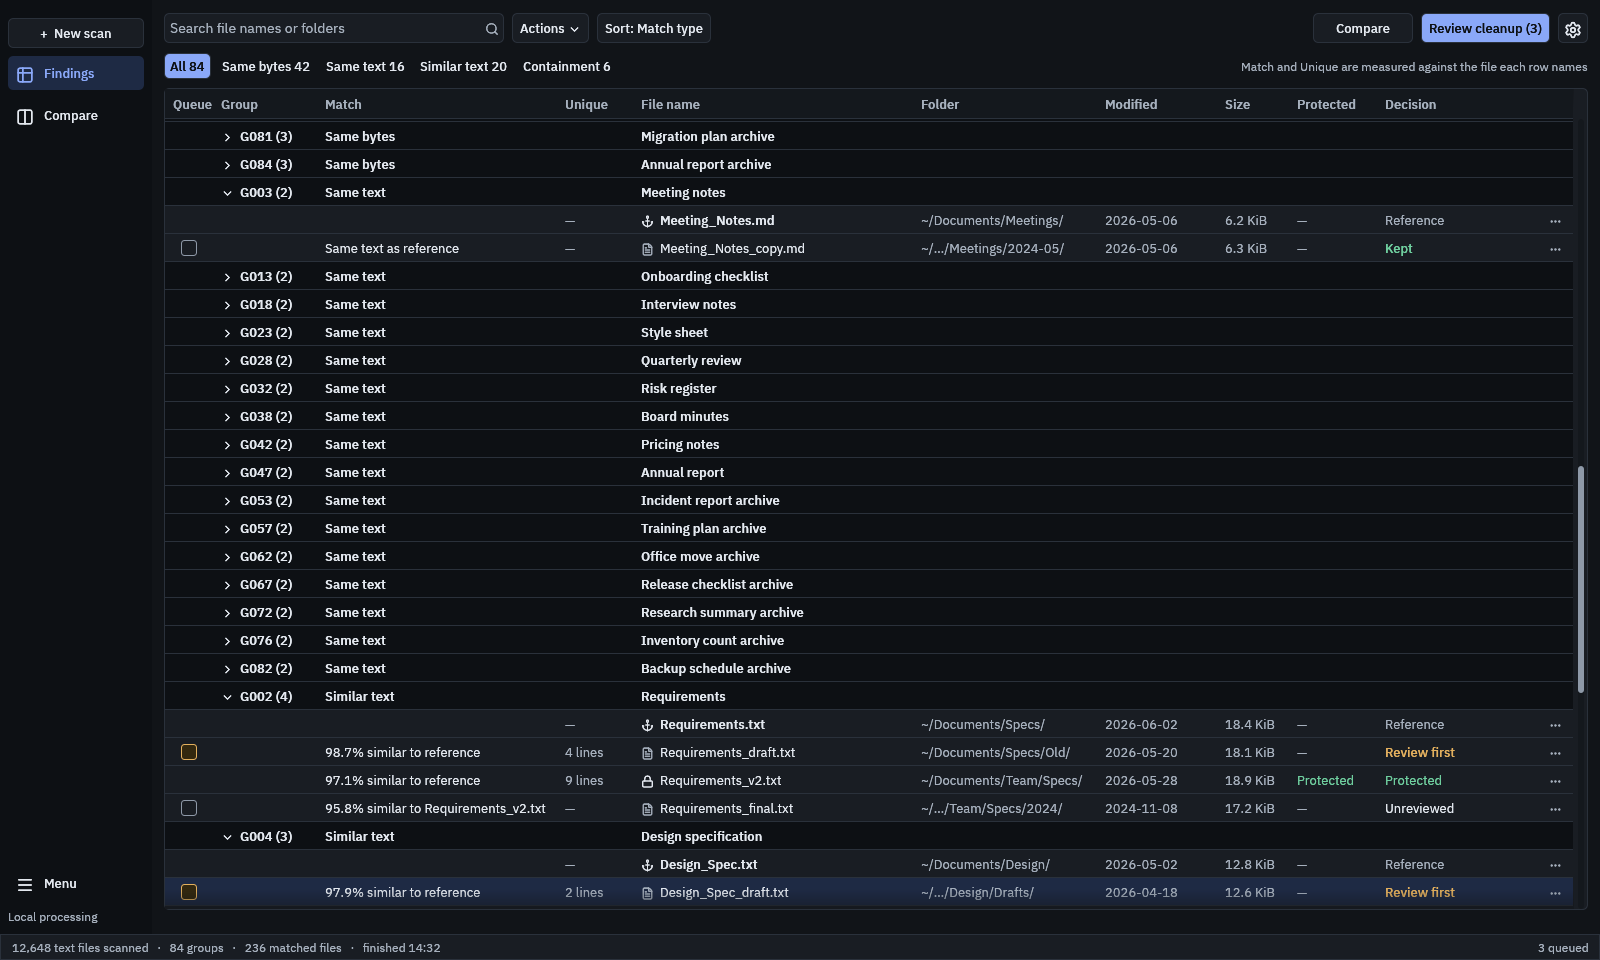 + New scan
Findings
Compare
Menu
Local processing
Search file names or folders
Actions
Sort: Match type
Compare
Review cleanup (3)
All 84 Same bytes 42 Same text 16 Similar text 20 Containment 6
Match and Unique are measured against the file each row names
Queue Group Match Unique File name Folder Modified Size Protected Decision
G081 (3) Same bytes Migration plan archive
G084 (3) Same bytes Annual report archive
G003 (2) Same text Meeting notes
— Meeting_Notes.md ~/Documents/Meetings/ 2026-05-06 6.2 KiB — Reference ...
Same text as reference — Meeting_Notes_copy.md ~/.../Meetings/2024-05/ 2026-05-06 6.3 KiB — Kept ...
G013 (2) Same text Onboarding checklist
G018 (2) Same text Interview notes
G023 (2) Same text Style sheet
G028 (2) Same text Quarterly review
G032 (2) Same text Risk register
G038 (2) Same text Board minutes
G042 (2) Same text Pricing notes
G047 (2) Same text Annual report
G053 (2) Same text Incident report archive
G057 (2) Same text Training plan archive
G062 (2) Same text Office move archive
G067 (2) Same text Release checklist archive
G072 (2) Same text Research summary archive
G076 (2) Same text Inventory count archive
G082 (2) Same text Backup schedule archive
G002 (4) Similar text Requirements
— Requirements.txt ~/Documents/Specs/ 2026-06-02 18.4 KiB — Reference ...
98.7% similar to reference 4 lines Requirements_draft.txt ~/Documents/Specs/Old/ 2026-05-20 18.1 KiB — Review first ...
97.1% similar to reference 9 lines Requirements_v2.txt ~/Documents/Team/Specs/ 2026-05-28 18.9 KiB Protected Protected ...
95.8% similar to Requirements_v2.txt — Requirements_final.txt ~/.../Team/Specs/2024/ 2024-11-08 17.2 KiB — Unreviewed ...
G004 (3) Similar text Design specification
— Design_Spec.txt ~/Documents/Design/ 2026-05-02 12.8 KiB — Reference ...
97.9% similar to reference 2 lines Design_Spec_draft.txt ~/.../Design/Drafts/ 2026-04-18 12.6 KiB — Review first ...
12,648 text files scanned · 84 groups · 236 matched files · finished 14:32
3 queued